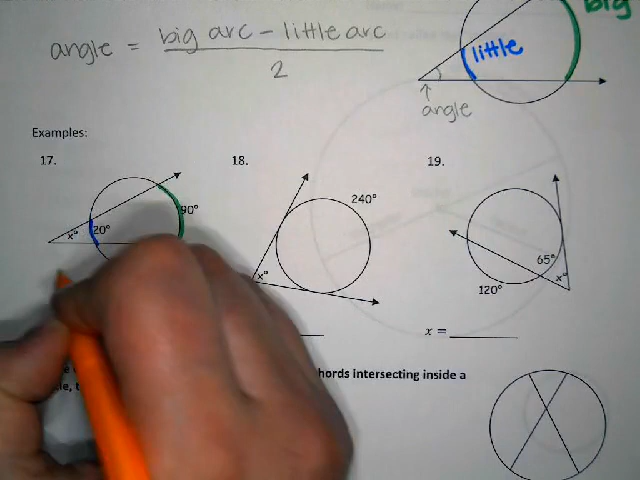 big
angle = big arc - little arc
2
little
angle
Examples:
17.
18.
19.
90°
20°
x°
240°
x°
65°
x°
120°
x =
hords intersecting inside a